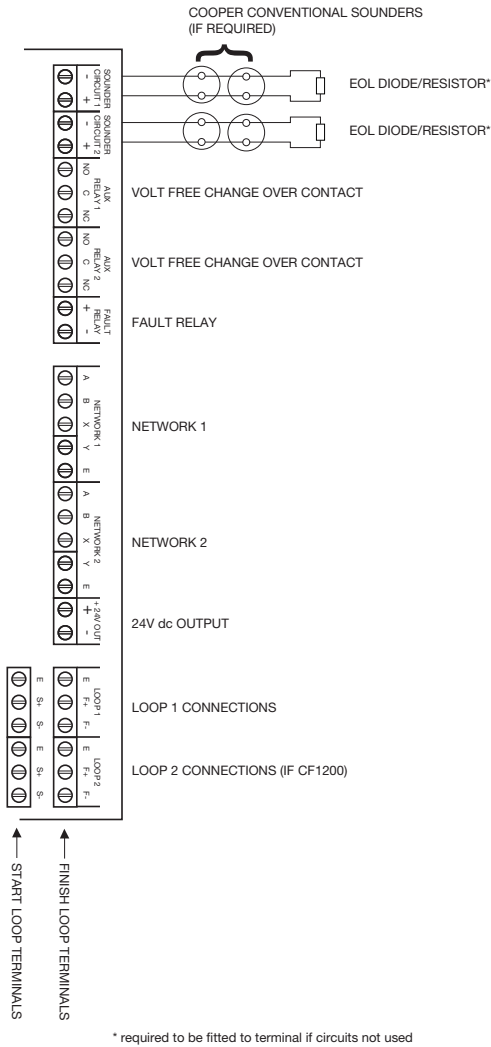 COOPER CONVENTIONAL SOUNDERS
(IF REQUIRED)
- +
SOUNDER
CIRCUIT 1
EOL DIODE/RESISTOR*
- +
SOUNDER
CIRCUIT 2
EOL DIODE/RESISTOR*
NO C NC
AUX
RELAY 1
VOLT FREE CHANGE OVER CONTACT
NO C NC
AUX
RELAY 2
VOLT FREE CHANGE OVER CONTACT
+ -
FAULT
RELAY
FAULT RELAY
A B X Y E
NETWORK 1
NETWORK 1
A B X Y E
NETWORK 2
NETWORK 2
+ -
+ 24V OUT
24V dc OUTPUT
E S+ S-
E F+ F-
LOOP 1
LOOP 1 CONNECTIONS
E S+ S-
E F+ F-
LOOP 2
LOOP 2 CONNECTIONS (IF CF1200)
START LOOP TERMINALS
FINISH LOOP TERMINALS
* required to be fitted to terminal if circuits not used